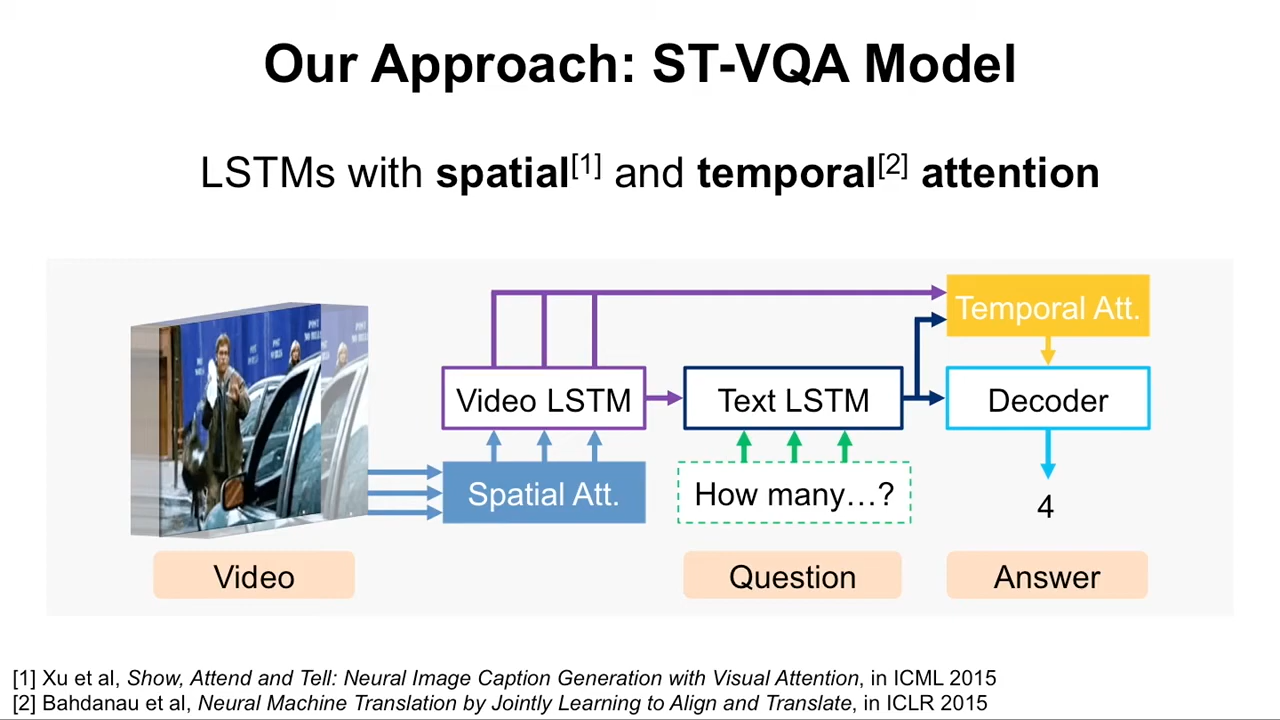 Our Approach: ST-VQA Model
LSTMs with spatial[1] and temporal[2] attention
Temporal Att.
Video LSTM
Text LSTM
Decoder
Spatial Att.
How many…?
4
Video
Question
Answer
[1] Xu et al, Show, Attend and Tell: Neural Image Caption Generation with Visual Attention, in ICML 2015
[2] Bahdanau et al, Neural Machine Translation by Jointly Learning to Align and Translate, in ICLR 2015